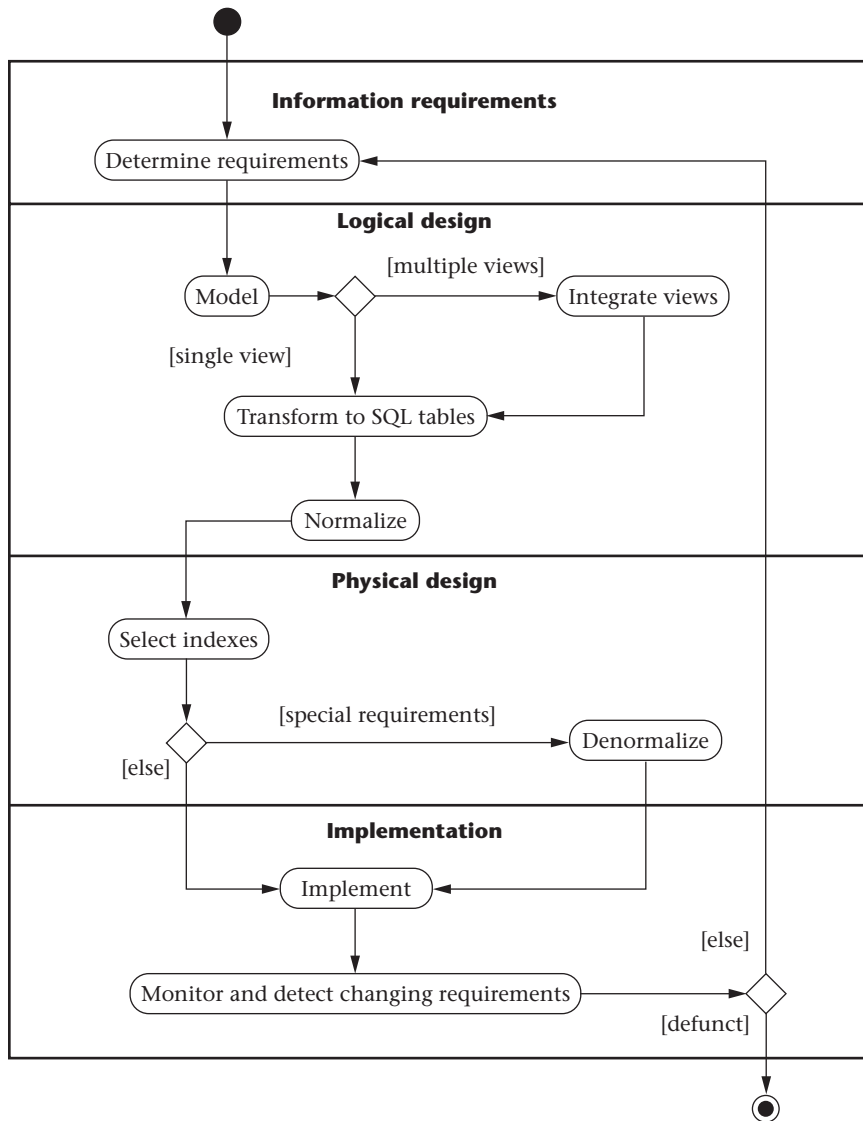 Information requirements
Determine requirements
Logical design
[multiple views]
Model
Integrate views
[single view]
Transform to SQL tables
Normalize
Physical design
Select indexes
[special requirements]
Denormalize
[else]
Implementation
Implement
[else]
Monitor and detect changing requirements
[defunct]